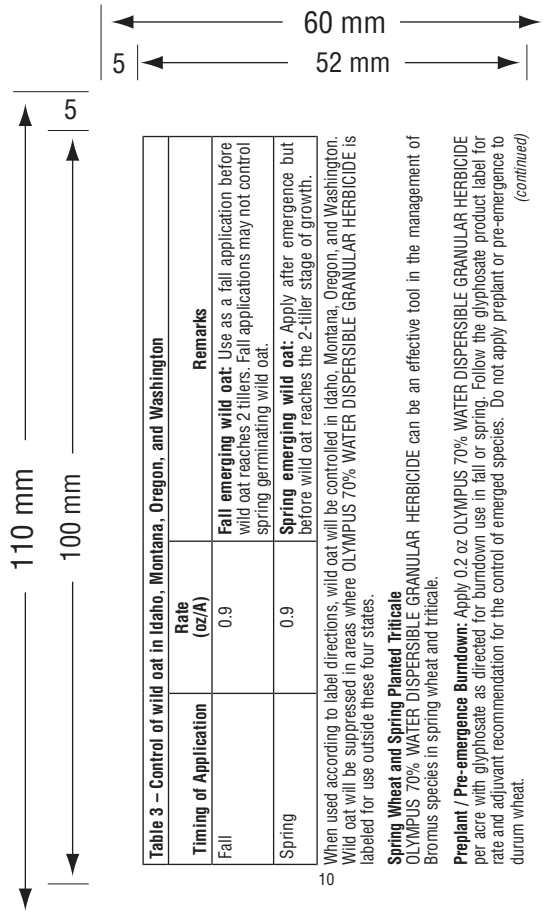 60 mm
5
52 mm
110 mm
5
100 mm
Table 3 – Control of wild oat in Idaho, Montana, Oregon, and Washington
Timing of Application
Rate
(oz/A)
Remarks
Fall
0.9
Fall emerging wild oat: Use as a fall application before
wild oat reaches 2 tillers. Fall applications may not control
spring germinating wild oat.
Spring
0.9
Spring emerging wild oat: Apply after emergence but
before wild oat reaches the 2-tiller stage of growth.
When used according to label directions, wild oat will be controlled in Idaho, Montana, Oregon, and Washington.
Wild oat will be suppressed in areas where OLYMPUS 70% WATER DISPERSIBLE GRANULAR HERBICIDE is
labeled for use outside these four states.
Spring Wheat and Spring Planted Triticale
OLYMPUS 70% WATER DISPERSIBLE GRANULAR HERBICIDE can be an effective tool in the management of
Bromus species in spring wheat and triticale.
Preplant / Pre-emergence Burndown: Apply 0.2 oz OLYMPUS 70% WATER DISPERSIBLE GRANULAR HERBICIDE
per acre with glyphosate as directed for burndown use in fall or spring. Follow the glyphosate product label for
rate and adjuvant recommendation for the control of emerged species. Do not apply preplant or pre-emergence to
durum wheat.
(continued)
10